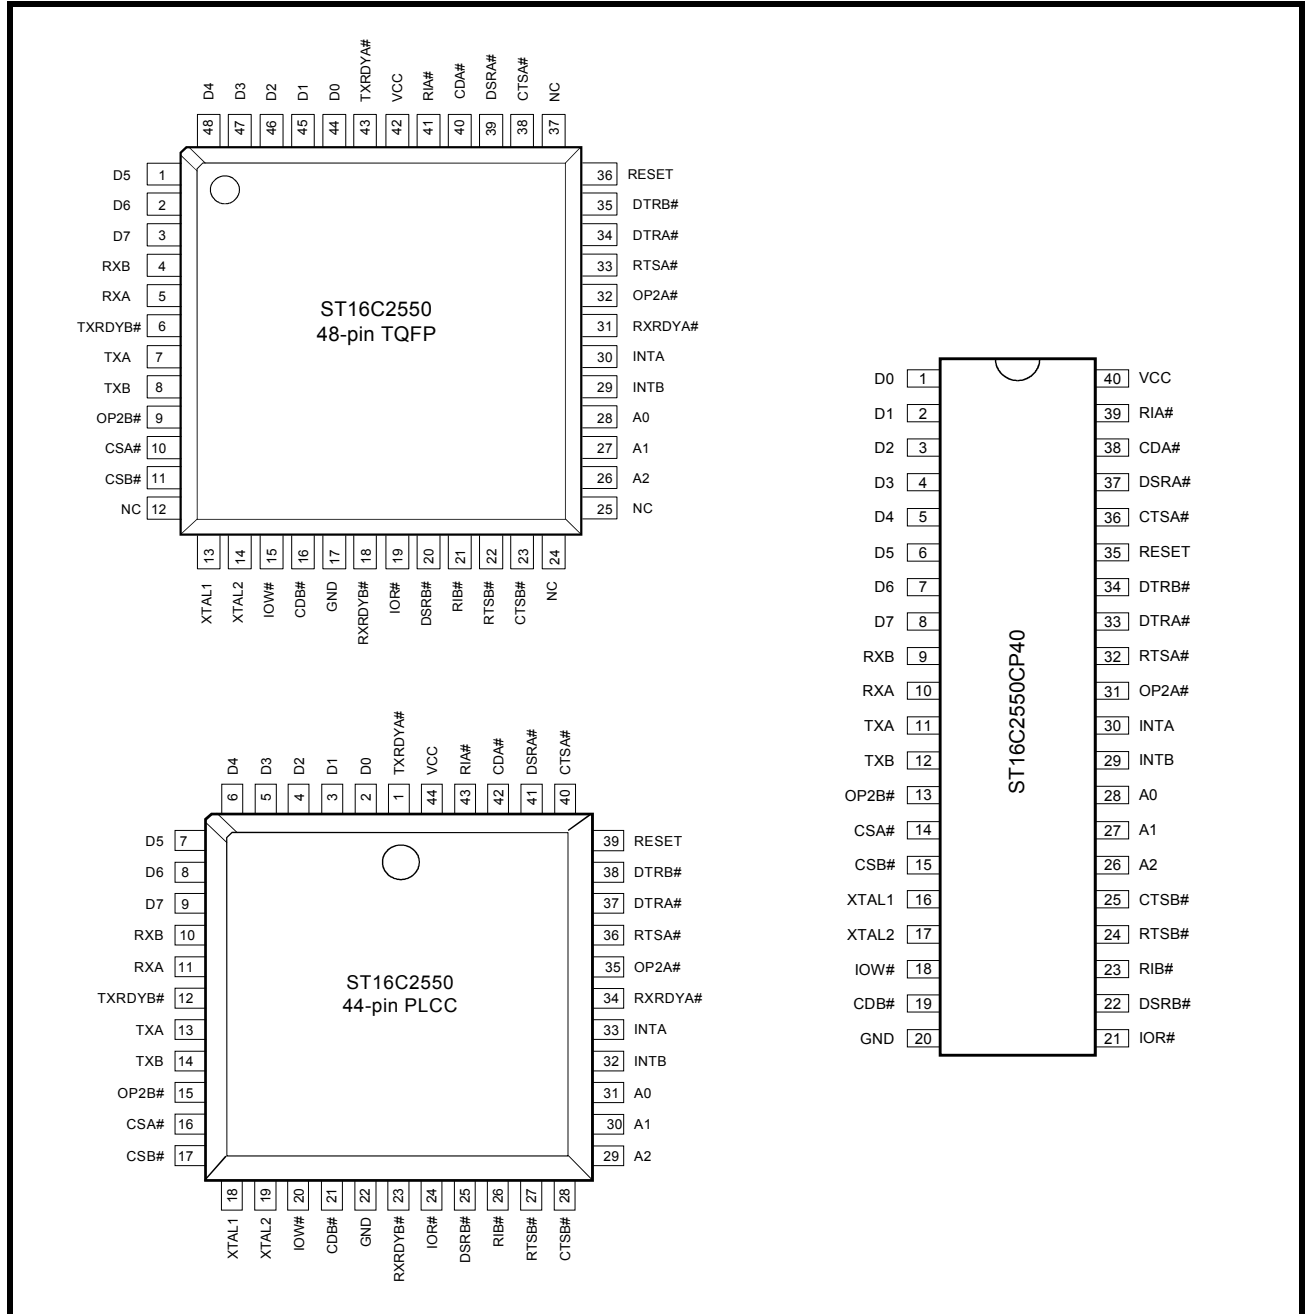 D4 D3 D2 D1 D0 TXRDYA# VCC RIA# CDA# DSRA# CTSA# NC
48 47 46 45 44 43 42 41 40 39 38 37
D5 1
D6 2
D7 3
RXB 4
RXA 5
TXRDYB# 6
TXA 7
TXB 8
OP2B# 9
CSA# 10
CSB# 11
NC 12
ST16C2550
48-pin TQFP
36 RESET
35 DTRB#
34 DTRA#
33 RTSA#
32 OP2A#
31 RXRDYA#
30 INTA
29 INTB
28 A0
27 A1
26 A2
25 NC
13 14 15 16 17 18 19 20 21 22 23 24
XTAL1 XTAL2 IOW# CDB# GND RXRDYB# IOR# DSRB# RIB# RTSB# CTSB# NC
D4 D3 D2 D1 D0 TXRDYA# VCC RIA# CDA# DSRA# CTSA#
6 5 4 3 2 1 44 43 42 41 40
D5 7
D6 8
D7 9
RXB 10
RXA 11
TXRDYB# 12
TXA 13
TXB 14
OP2B# 15
CSA# 16
CSB# 17
ST16C2550
44-pin PLCC
39 RESET
38 DTRB#
37 DTRA#
36 RTSA#
35 OP2A#
34 RXRDYA#
33 INTA
32 INTB
31 A0
30 A1
29 A2
18 19 20 21 22 23 24 25 26 27 28
XTAL1 XTAL2 IOW# CDB# GND RXRDYB# IOR# DSRB# RIB# RTSB# CTSB#
D0 1
D1 2
D2 3
D3 4
D4 5
D5 6
D6 7
D7 8
RXB 9
RXA 10
TXA 11
TXB 12
OP2B# 13
CSA# 14
CSB# 15
XTAL1 16
XTAL2 17
IOW# 18
CDB# 19
GND 20
ST16C2550CP40
40 VCC
39 RIA#
38 CDA#
37 DSRA#
36 CTSA#
35 RESET
34 DTRB#
33 DTRA#
32 RTSA#
31 OP2A#
30 INTA
29 INTB
28 A0
27 A1
26 A2
25 CTSB#
24 RTSB#
23 RIB#
22 DSRB#
21 IOR#